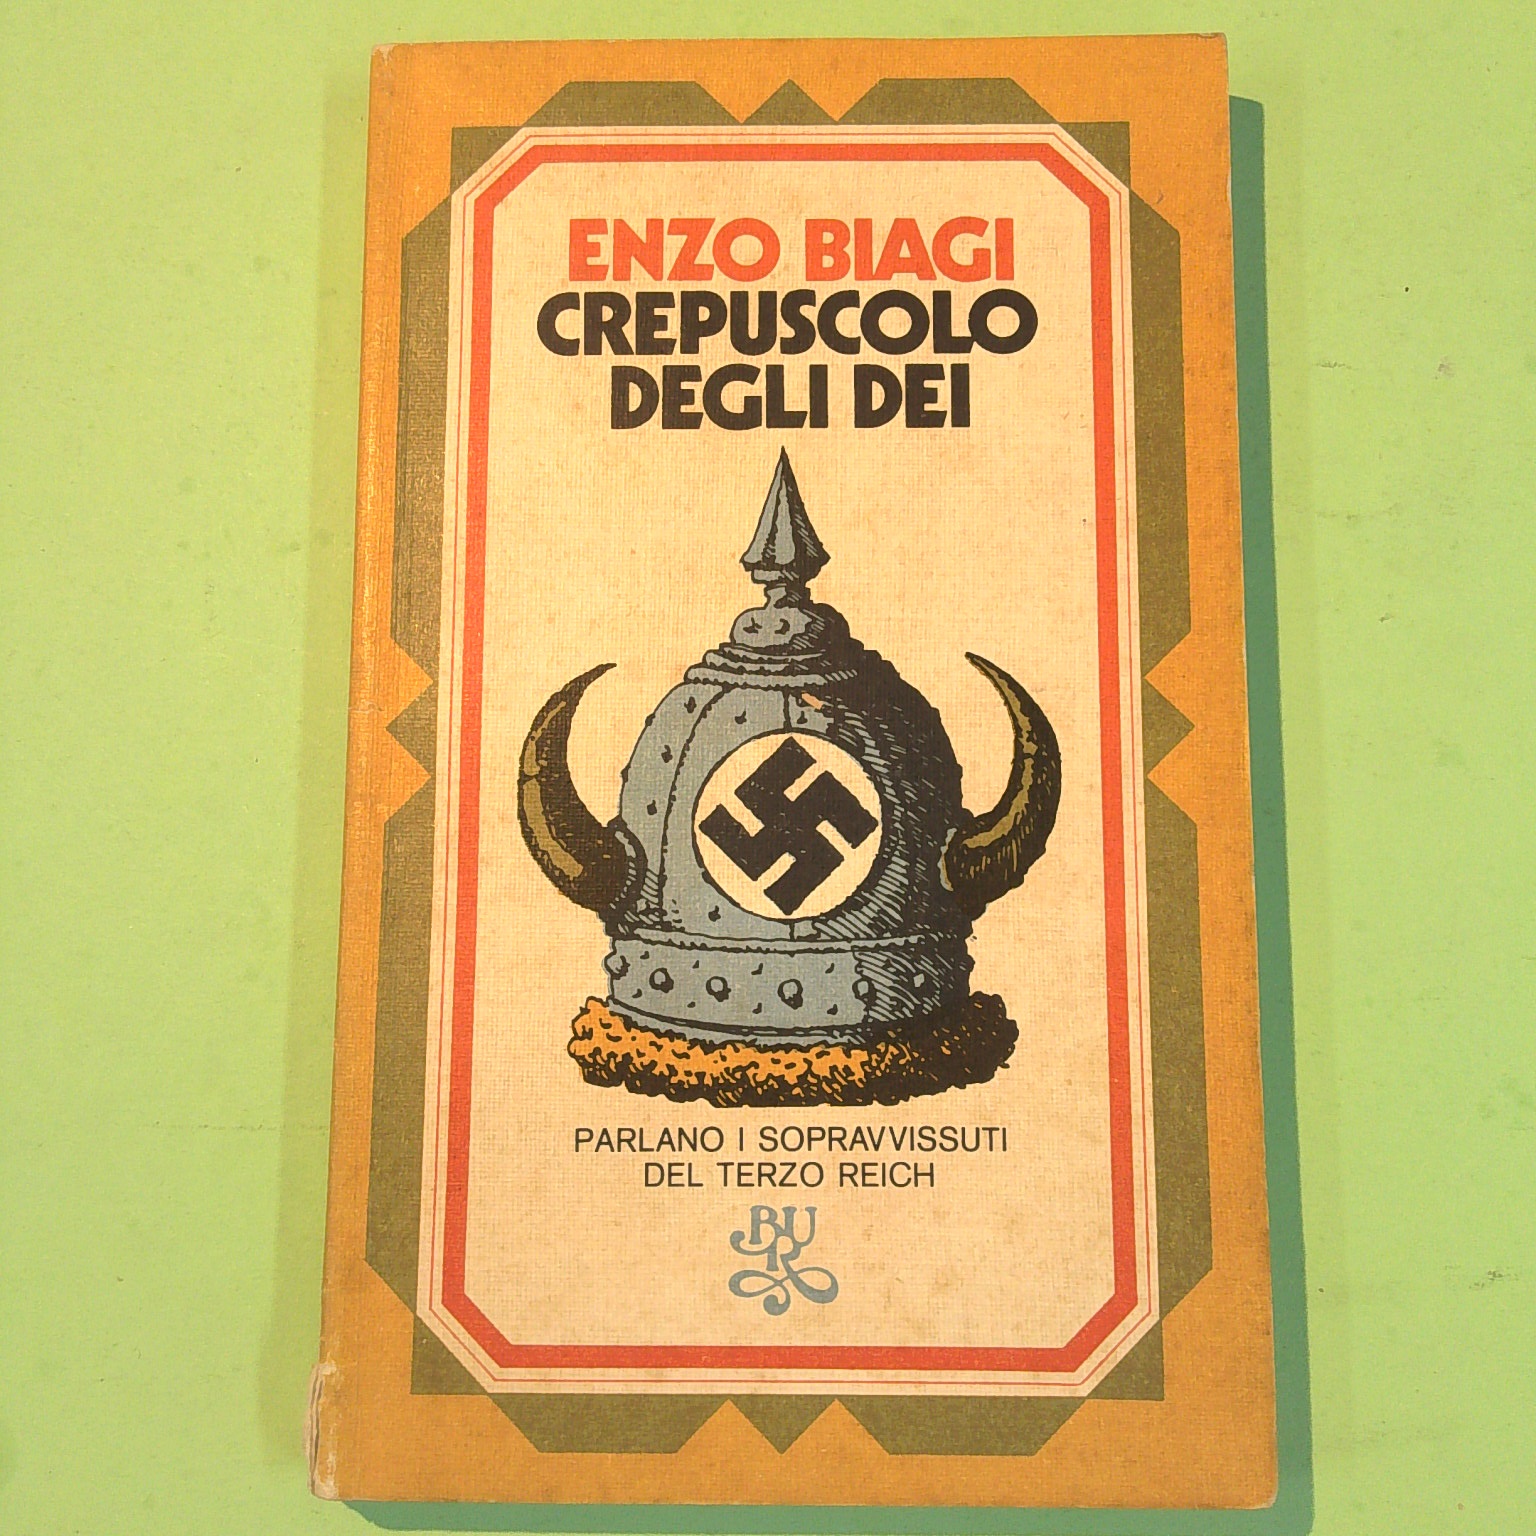 ENZO BIAGI
CREPUSCOLO
DEGLI DEI
PARLANO I SOPRAVVISSUTI
DEL TERZO REICH
BUR